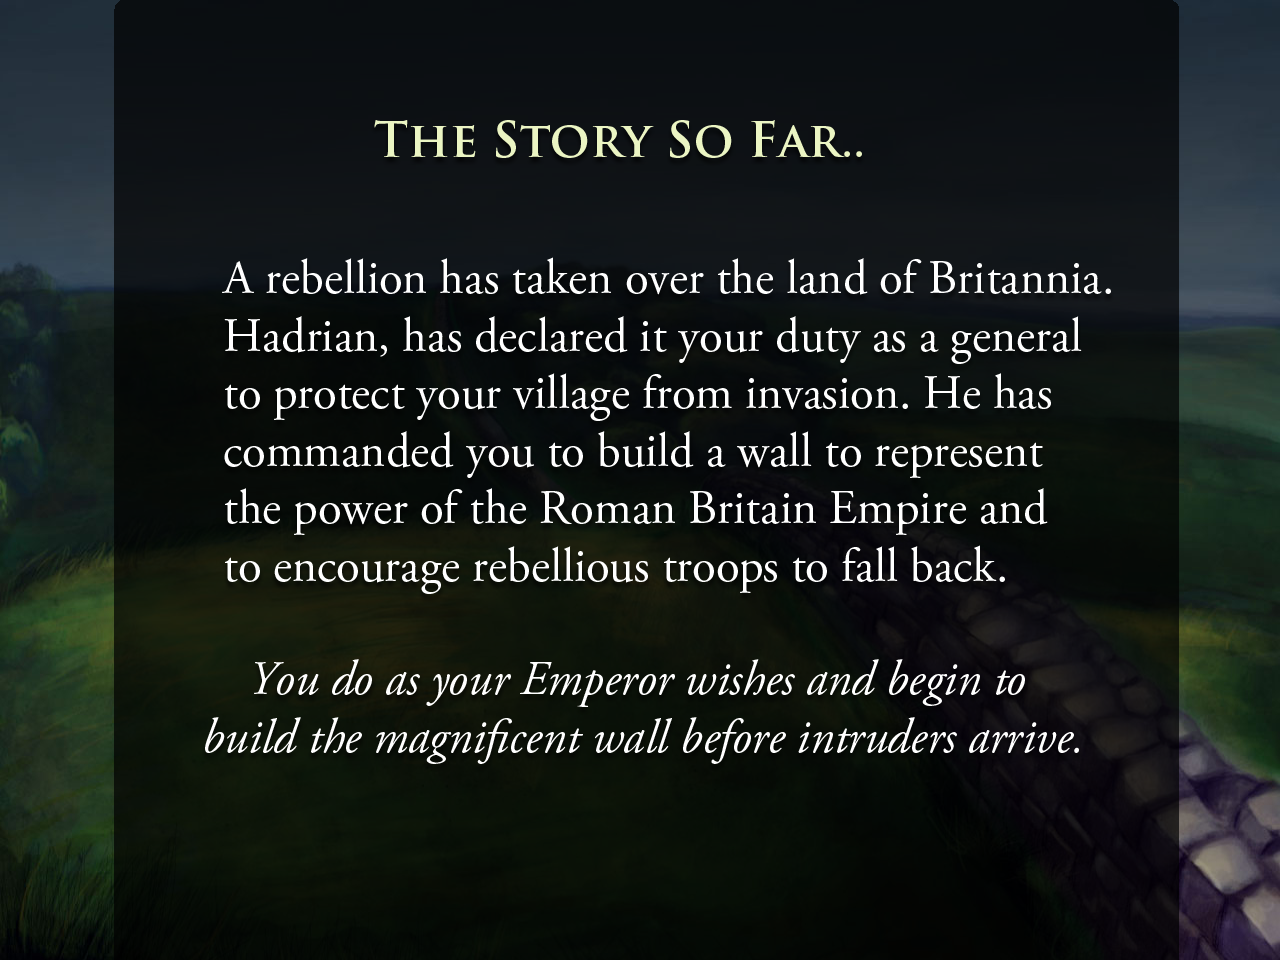 The Story So Far..
A rebellion has taken over the land of Britannia.
Hadrian, has declared it your duty as a general
to protect your village from invasion. He has
commanded you to build a wall to represent
the power of the Roman Britain Empire and
to encourage rebellious troops to fall back.
You do as your Emperor wishes and begin to
build the magnificent wall before intruders arrive.